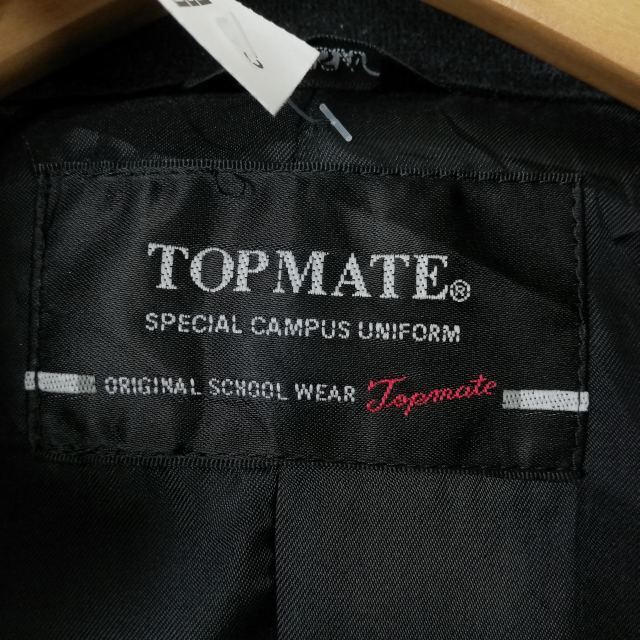 TOPMATE®
SPECIAL CAMPUS UNIFORM
ORIGINAL SCHOOL WEAR Topmate